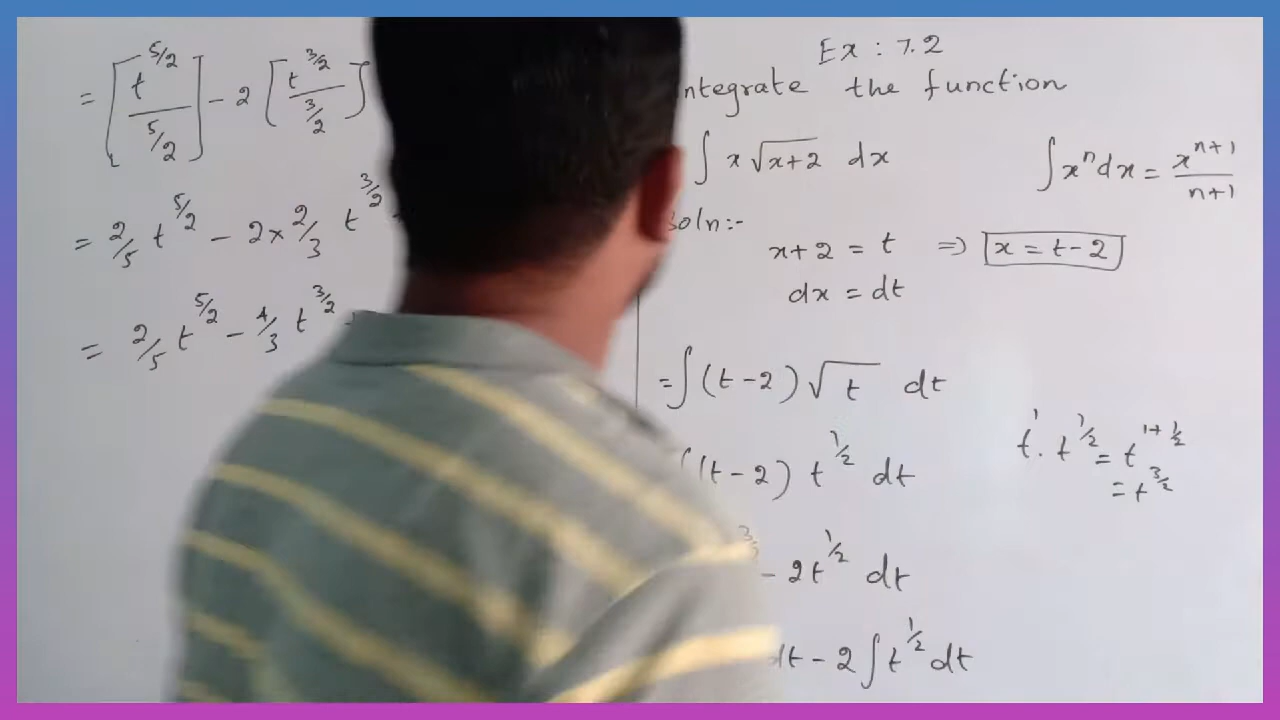 Ex : 7.2
ntegrate the function
∫ x √x+2 dx
∫ xⁿ dx = xⁿ⁺¹ / n+1
Soln:-
x+2 = t ⇒ x = t-2
dx = dt
= ∫ (t-2) √t dt
∫ (t-2) t^1/2 dt
t^1 . t^1/2 = t^1+1/2
= t^3/2
- 2t^1/2 dt
dt - 2 ∫ t^1/2 dt
= [t^5/2 / 5/2] - 2 [t^3/2 / 3/2]
= 2/5 t^5/2 - 2 × 2/3 t^3/2
= 2/5 t^5/2 - 4/3 t^3/2